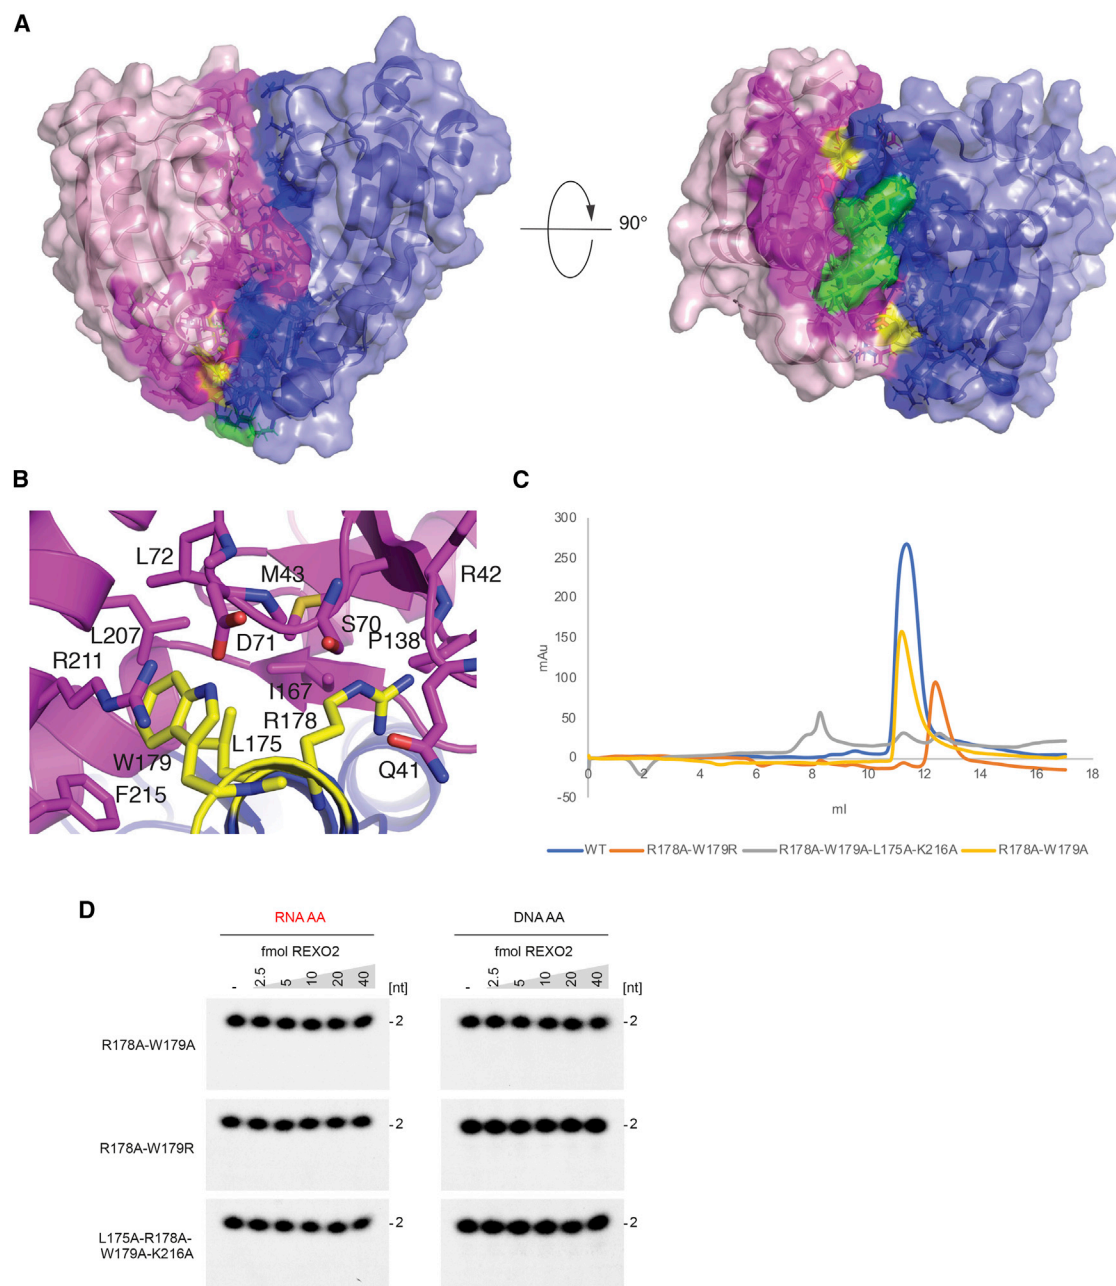 A
90°
B
L72
M43
R42
D71
S70
P138
L207
R211
I167
R178
L175
W179
Q41
F215
C
300
250
200
150
100
50
0
-50
mAu
0 2 4 6 8 10 12 14 16 18
ml
WT R178A-W179R R178A-W179A-L175A-K216A R178A-W179A
D
RNA AA DNA AA
fmol REXO2 fmol REXO2
- 2.5 5 10 20 40 [nt] - 2.5 5 10 20 40 [nt]
R178A-W179A -2 -2
R178A-W179R -2 -2
L175A-R178A- -2 -2
W179A-K216A